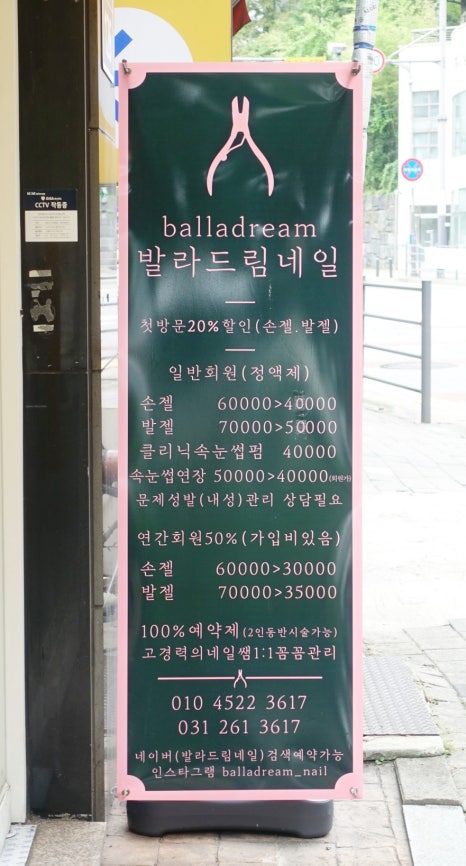 CCTV 작동중
balladream
발라드림네일
첫방문20%할인(손젤.발젤)
일반회원(정액제)
손젤 60000>40000
발젤 70000>50000
클리닉속눈썹펌 40000
속눈썹연장 50000>40000(회원가)
문제성발(내성)관리 상담필요
연간회원50%(가입비있음)
손젤 60000>30000
발젤 70000>35000
100%예약제(2인동반시술가능)
고경력의네일쌤1:1꼼꼼관리
010 4522 3617
031 261 3617
네이버(발라드림네일)검색예약가능
인스타그램 balladream_nail